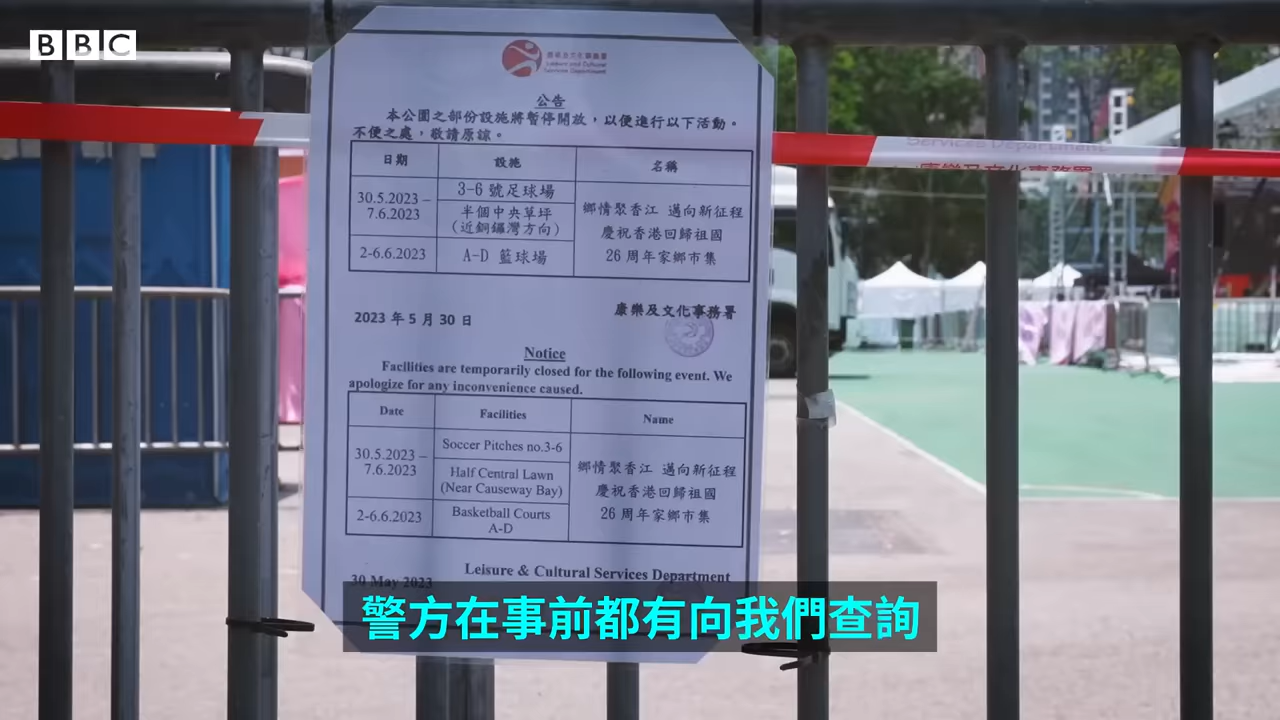 BBC
康樂及文化事務署
Leisure and Cultural
Services Department
公告
本公園之部份設施將暫停開放，以便進行以下活動。
不便之處，敬請原諒。
日期 設施 名稱
30.5.2023 – 7.6.2023
3-6 號足球場
半個中央草坪
（近銅鑼灣方向）
2-6.6.2023
A-D 籃球場
鄉情聚香江 邁向新征程
慶祝香港回歸祖國
26 周年家鄉市集
康樂及文化事務署
2023 年 5 月 30 日
Notice
Facilities are temporarily closed for the following event. We
apologize for any inconvenience caused.
Date Facilities Name
30.5.2023 – 7.6.2023
Soccer Pitches no.3-6
Half Central Lawn
(Near Causeway Bay)
2-6.6.2023
Basketball Courts
A-D
鄉情聚香江 邁向新征程
慶祝香港回歸祖國
26 周年家鄉市集
Leisure & Cultural Services Department
30 May 2023
Services Department
康樂及文化事務署
警方在事前都有向我們查詢